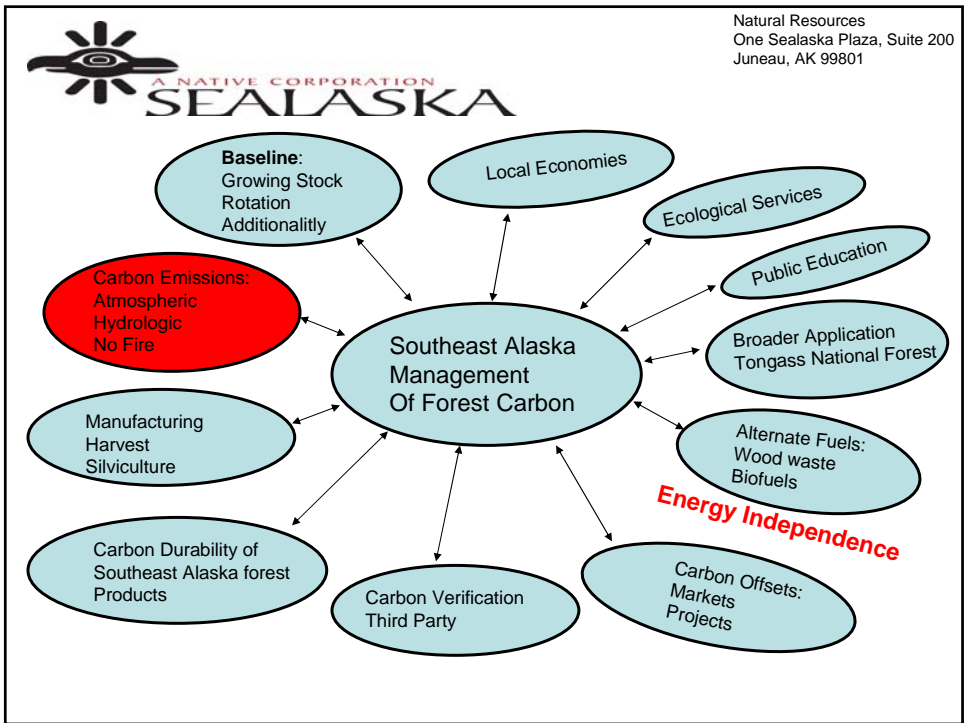 Natural Resources
One Sealaska Plaza, Suite 200
Juneau, AK 99801
A NATIVE CORPORATION
SEALASKA
Baseline:
Growing Stock
Rotation
Additionalitly
Local Economies
Ecological Services
Public Education
Carbon Emissions:
Atmospheric
Hydrologic
No Fire
Southeast Alaska
Management
Of Forest Carbon
Broader Application
Tongass National Forest
Manufacturing
Harvest
Silviculture
Alternate Fuels:
Wood waste
Biofuels
Energy Independence
Carbon Durability of
Southeast Alaska forest
Products
Carbon Verification
Third Party
Carbon Offsets:
Markets
Projects